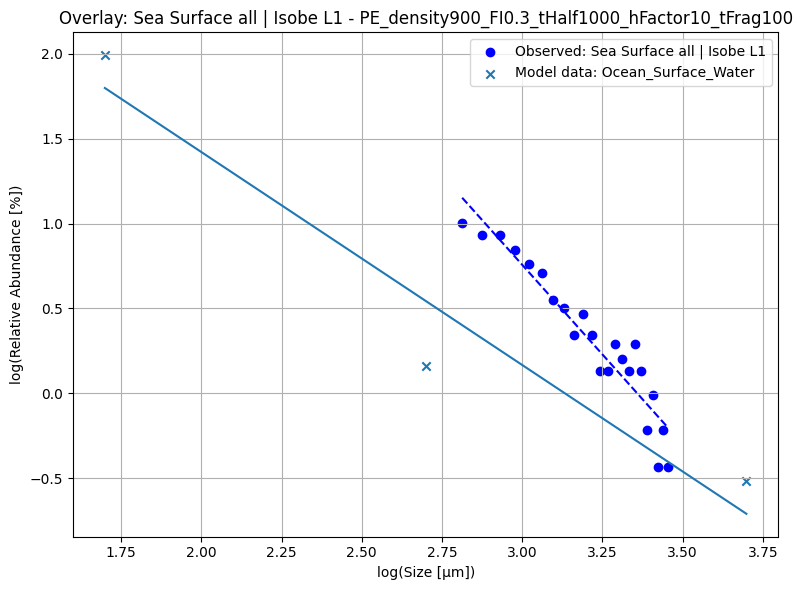 Overlay: Sea Surface all | Isobe L1 - PE_density900_FI0.3_tHalf1000_hFactor10_tFrag100
Observed: Sea Surface all | Isobe L1
Model data: Ocean_Surface_Water
log(Relative Abundance [%])
2.0
1.5
1.0
0.5
0.0
−0.5
1.75 2.00 2.25 2.50 2.75 3.00 3.25 3.50 3.75
log(Size [μm])